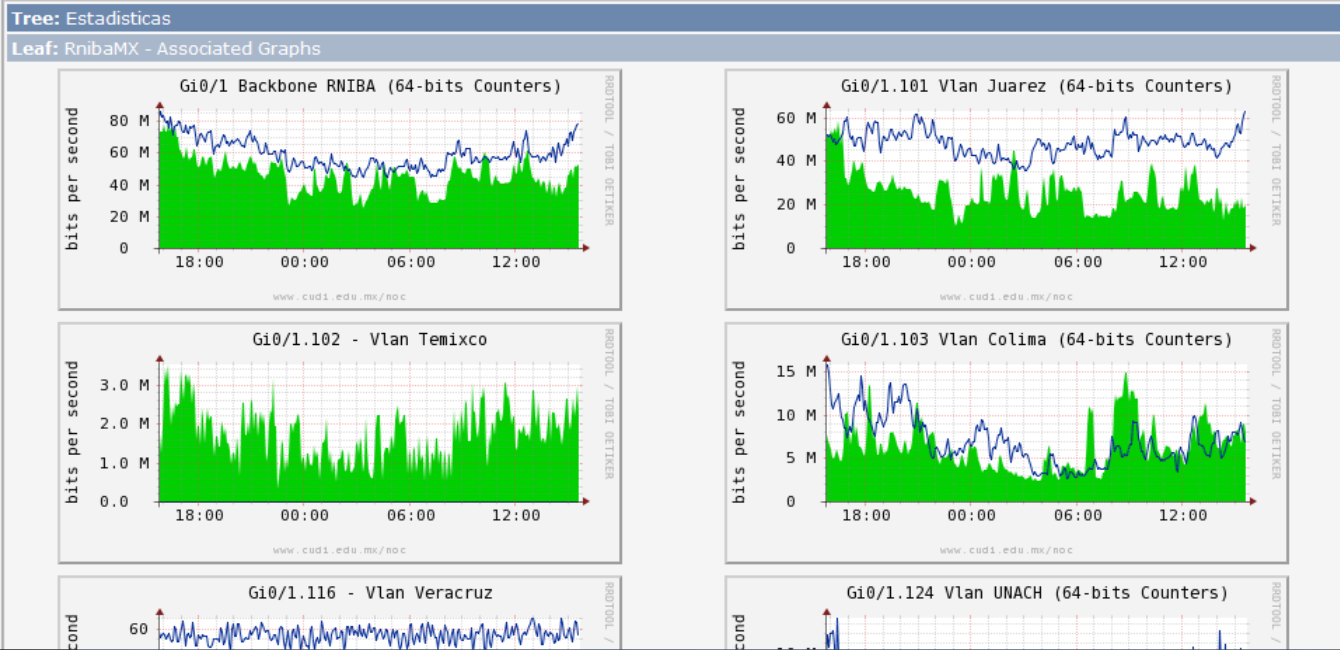 Tree: Estadisticas
Leaf: RnibaMX - Associated Graphs
Gi0/1 Backbone RNIBA (64-bits Counters)
RRDTOOL / TOBI OETIKER
bits per second
80 M
60 M
40 M
20 M
0
18:00 00:00 06:00 12:00
www.cudi.edu.mx/noc
Gi0/1.101 Vlan Juarez (64-bits Counters)
RRDTOOL / TOBI OETIKER
bits per second
60 M
40 M
20 M
0
18:00 00:00 06:00 12:00
www.cudi.edu.mx/noc
Gi0/1.102 - Vlan Temixco
RRDTOOL / TOBI OETIKER
bits per second
3.0 M
2.0 M
1.0 M
0.0
18:00 00:00 06:00 12:00
www.cudi.edu.mx/noc
Gi0/1.103 Vlan Colima (64-bits Counters)
RRDTOOL / TOBI OETIKER
bits per second
15 M
10 M
5 M
0
18:00 00:00 06:00 12:00
www.cudi.edu.mx/noc
Gi0/1.116 - Vlan Veracruz
RRDTOOL /
cond
60
Gi0/1.124 Vlan UNACH (64-bits Counters)
RRDTOOL /
cond